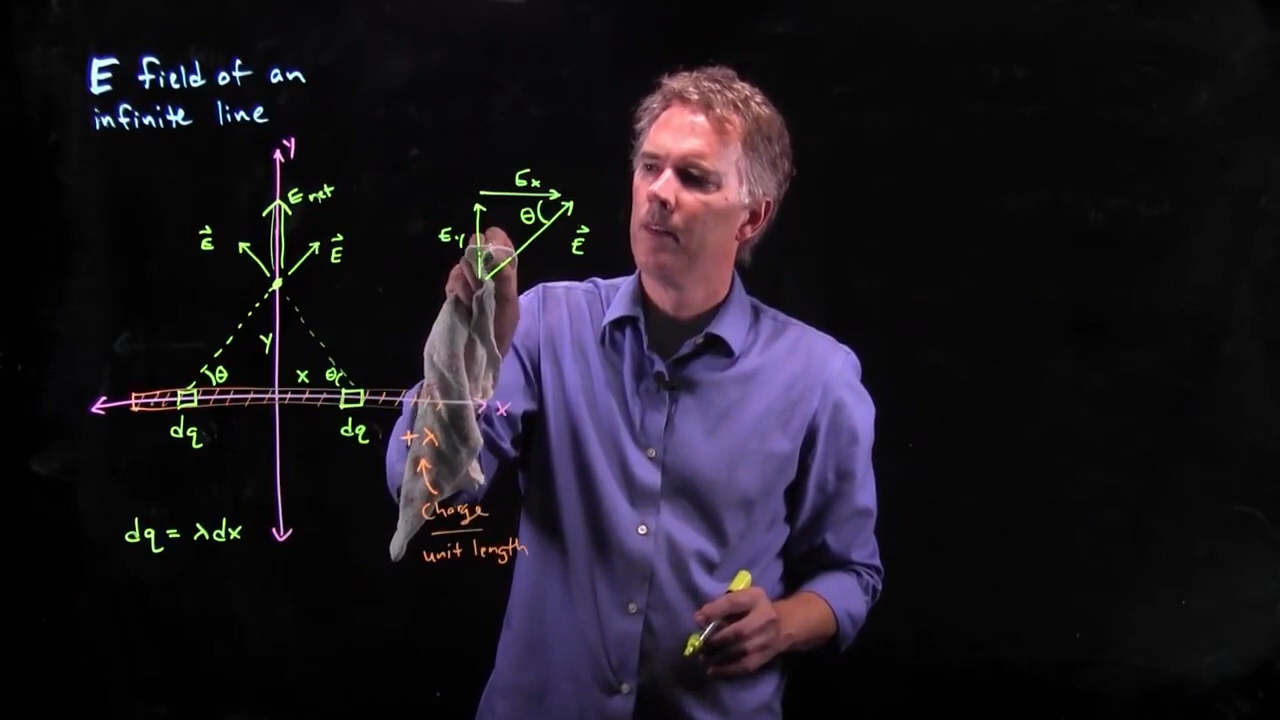 E field of an
infinite line
y
E net
E⃗
E⃗
y
θ
x
θ
x
dq
dq
+λ
charge
unit length
dq = λdx
Ex
θ
Ey
E⃗